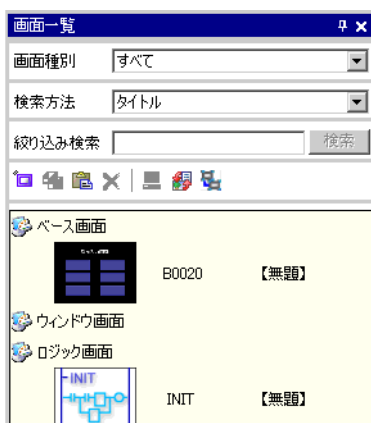 画面一覧
画面種別 すべて
検索方法 タイトル
絞り込み検索 検索
ベース画面
B0020 【無題】
ウィンドウ画面
ロジック画面
INIT
INIT 【無題】